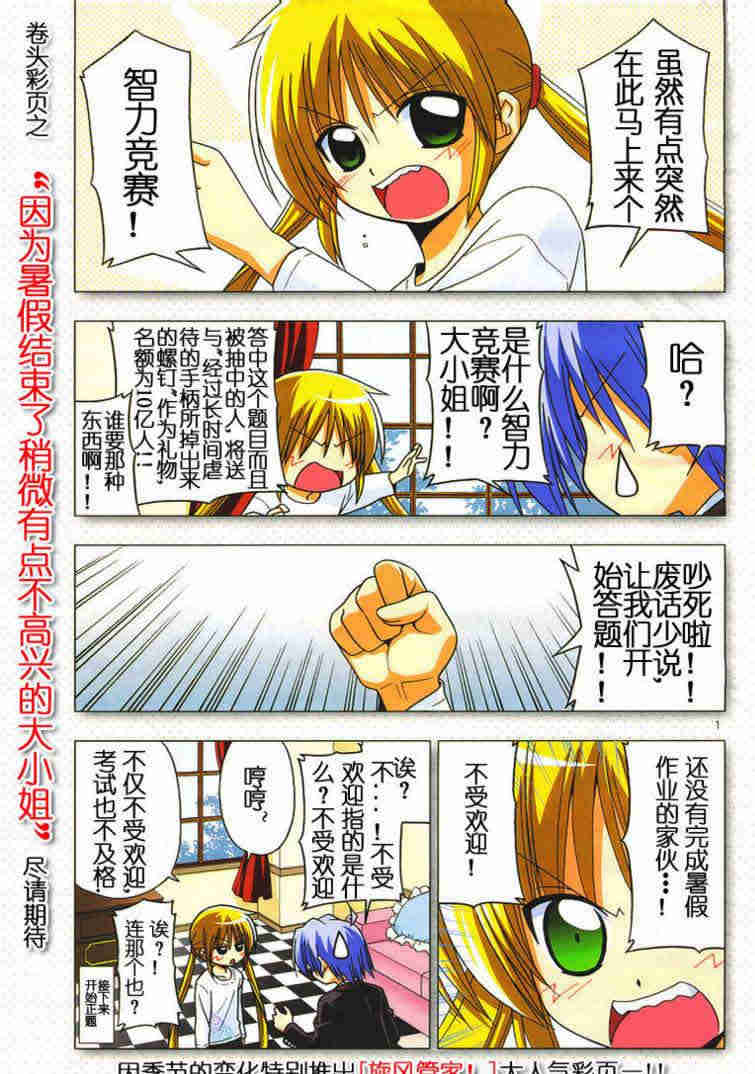 卷头彩页之
“因为暑假结束了稍微有点不高兴的大小姐”
尽请期待
虽然有点突然
在此马上来个
智力竞赛！
哈？
是什么智力
竞赛啊？
大小姐！！
答中这个题目而且
被抽中的人，将送
与“经过长时间虐
待的手柄所掉出来
的螺钉”作为礼物，
名额为10亿人！！
谁要那种
东西啊！！
吵死啦！！
废话少说，
让我们开
始答题！！
1
还没有完成暑假
作业的家伙…！
不受欢迎！
诶？
不...！不受
欢迎指的是什
么？不受欢迎
哼哼~
不仅不受欢迎，
考试也不及格！
诶？！
连那个也？
接下来
开始正题
因季节的变化特别推出「旋风管家！」大人气彩页一！！